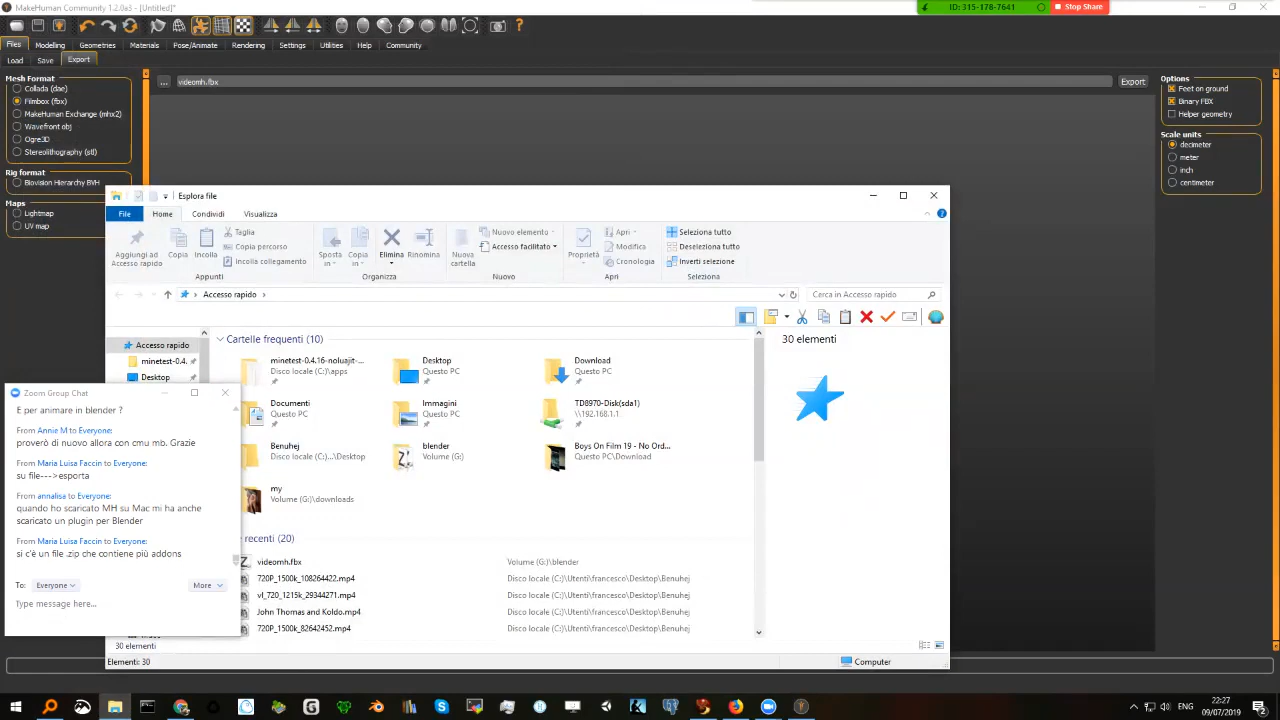 MakeHuman Community 1.2.0a3 - [Untitled]*
ID: 315-178-7641
Stop Share
Files
Modelling
Geometries
Materials
Pose/Animate
Rendering
Settings
Utilities
Help
Community
Load
Save
Export
Mesh Format
Collada (dae)
Filmbox (fbx)
MakeHuman Exchange (mhx2)
Wavefront obj
Ogre3D
Stereolithography (stl)
Rig format
Biovision Hierarchy BVH
Maps
Lightmap
UV map
...
videomh.fbx
Export
Options
Feet on ground
Binary FBX
Helper geometry
Scale units
decimeter
meter
inch
centimeter
Esplora file
File
Home
Condividi
Visualizza
Aggiungi ad
Accesso rapido
Copia
Incolla
Taglia
Copia percorso
Incolla collegamento
Appunti
Sposta
in
Copia
in
Elimina
Rinomina
Organizza
Nuova
cartella
Nuovo elemento
Accesso facilitato
Nuovo
Proprietà
Apri
Modifica
Cronologia
Apri
Seleziona tutto
Deseleziona tutto
Inverti selezione
Seleziona
Accesso rapido
Cerca in Accesso rapido
Accesso rapido
minetest-0.4.
Desktop
Cartelle frequenti (10)
minetest-0.4.16-noluajit-...
Disco locale (C:)\apps
Desktop
Questo PC
Download
Questo PC
Documenti
Questo PC
Immagini
Questo PC
TD8970-Disk(sda1)
\\192.168.1.1
Benuhej
Disco locale (C:)...\Desktop
blender
Volume (G:)
Boys On Film 19 - No Ord...
Questo PC\Download
my
Volume (G:)\downloads
e recenti (20)
videomh.fbx
Volume (G:)\blender
720P_1500k_108264422.mp4
Disco locale (C:)\Utenti\francesco\Desktop\Benuhej
vl_720_1215k_29344271.mp4
Disco locale (C:)\Utenti\francesco\Desktop\Benuhej
John Thomas and Koldo.mp4
Disco locale (C:)\Utenti\francesco\Desktop\Benuhej
720P_1500k_82642452.mp4
Disco locale (C:)\Utenti\francesco\Desktop\Benuhej
30 elementi
30 elementi
Elementi: 30
Computer
Zoom Group Chat
E per animare in blender ?
From Annie M to Everyone:
proverò di nuovo allora con cmu mb. Grazie
From Maria Luisa Faccin to Everyone:
su file--->esporta
From annalisa to Everyone:
quando ho scaricato MH su Mac mi ha anche
scaricato un plugin per Blender
From Maria Luisa Faccin to Everyone:
si c'è un file .zip che contiene più addons
To:
Everyone
More
Type message here...
ENG
22:27
09/07/2019